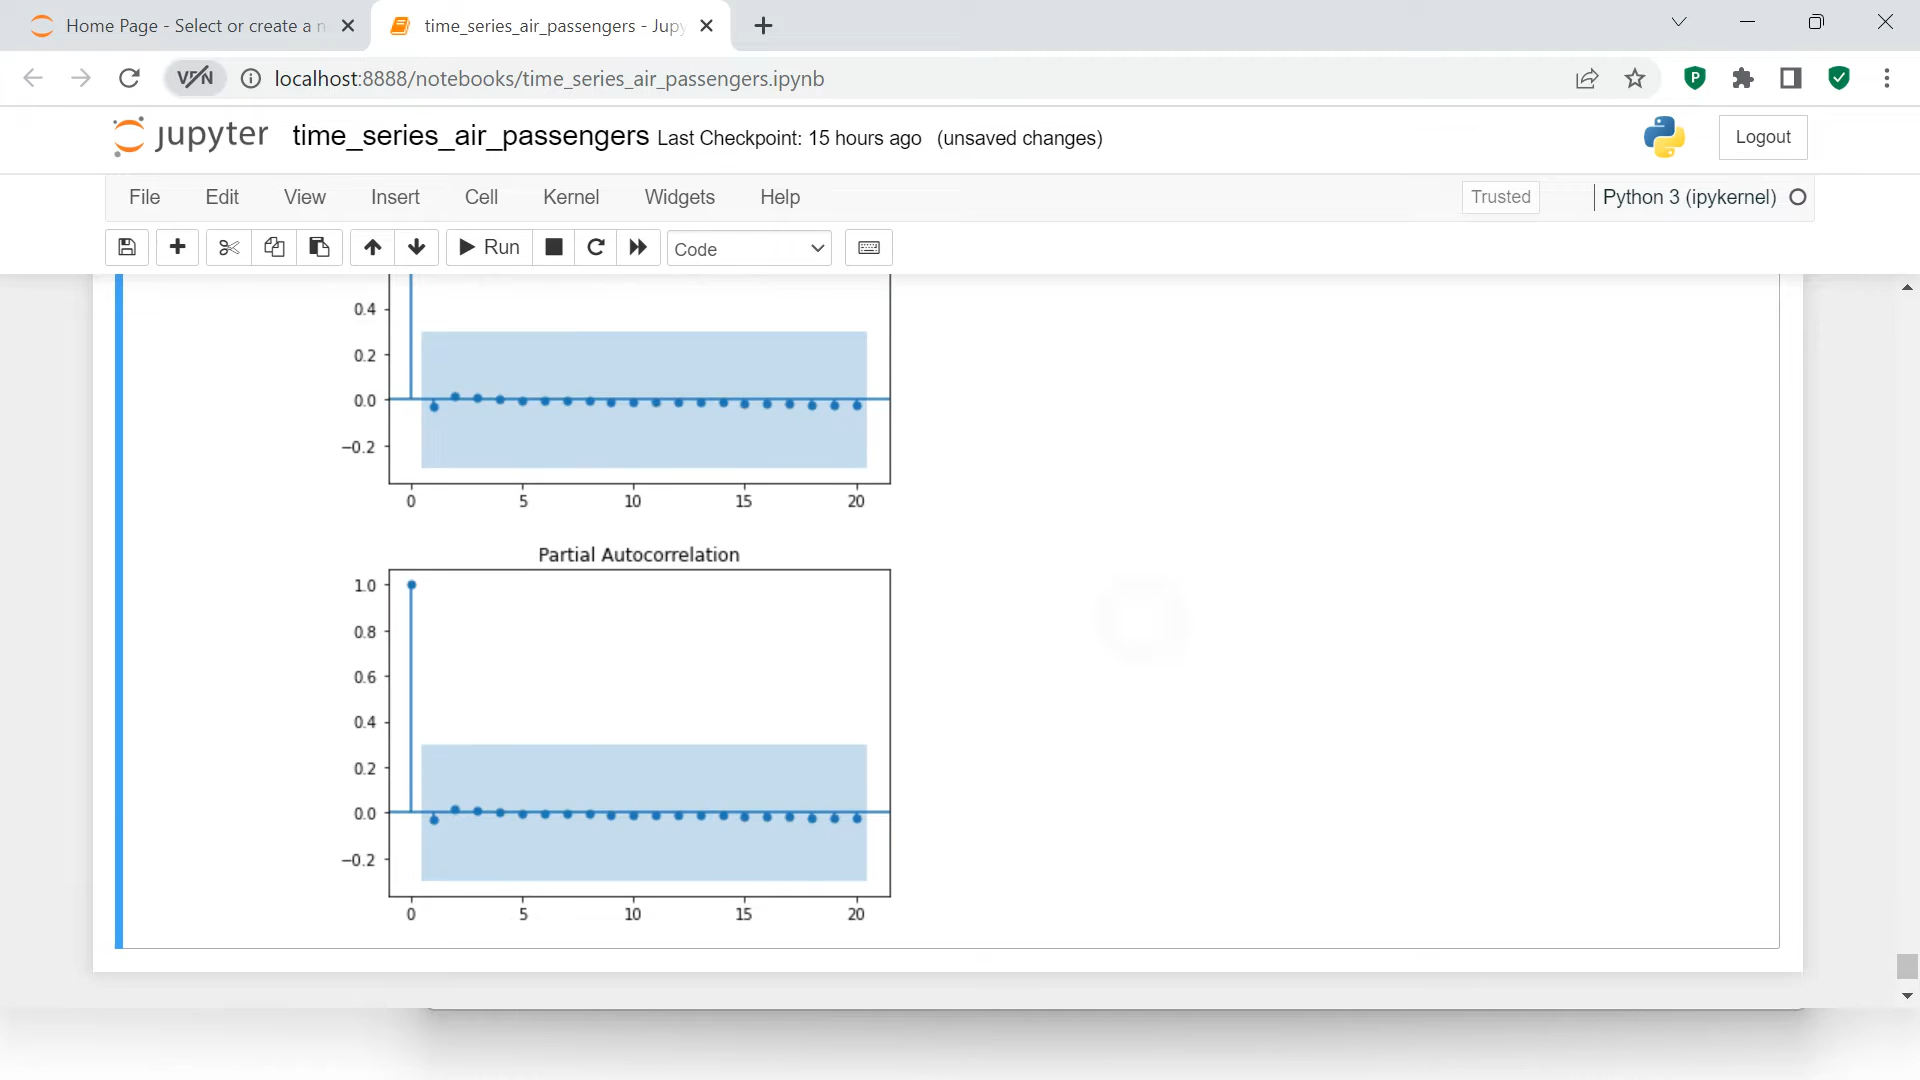 Home Page - Select or create a n
time_series_air_passengers - Jupy
VPN
localhost:8888/notebooks/time_series_air_passengers.ipynb
P
jupyter
time_series_air_passengers
Last Checkpoint: 15 hours ago (unsaved changes)
Logout
File
Edit
View
Insert
Cell
Kernel
Widgets
Help
Trusted
Python 3 (ipykernel)
Run
Code
0.4
0.2
0.0
−0.2
0 5 10 15 20
Partial Autocorrelation
1.0
0.8
0.6
0.4
0.2
0.0
−0.2
0 5 10 15 20